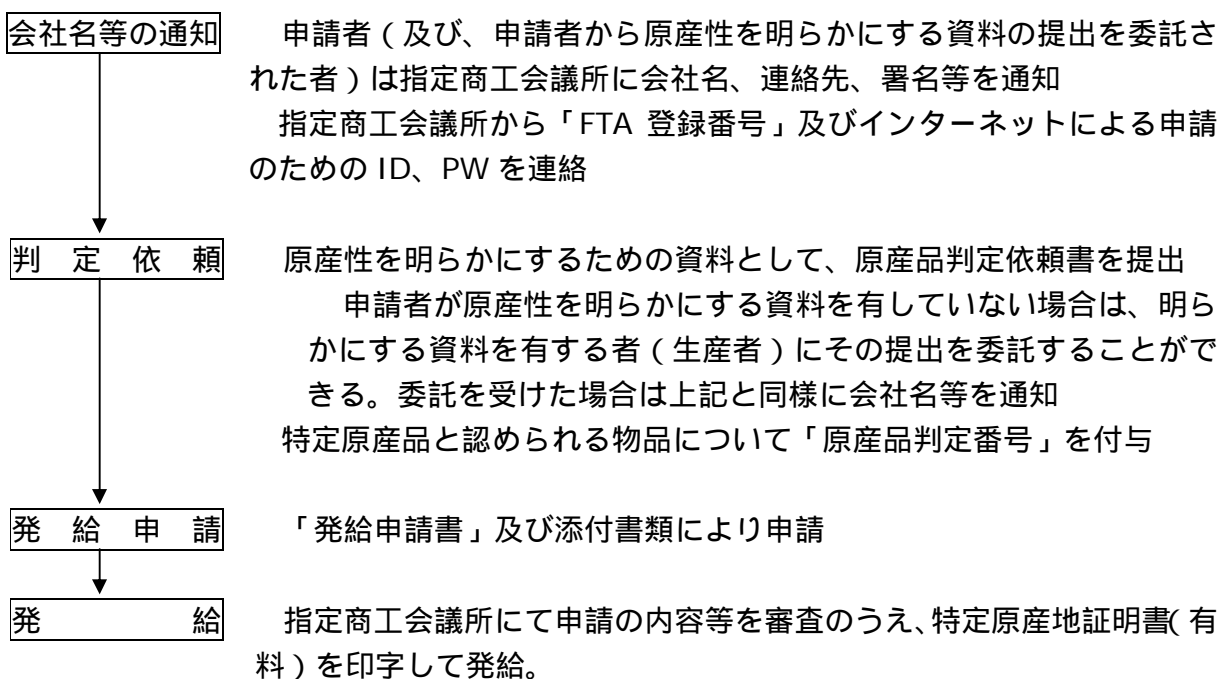 会社名等の通知
申請者(及び、申請者から原産性を明らかにする資料の提出を委託さ
れた者)は指定商工会議所に会社名、連絡先、署名等を通知
指定商工会議所から「FTA 登録番号」及びインターネットによる申請
のための ID、PW を連絡
判定依頼
原産性を明らかにするための資料として、原産品判定依頼書を提出
申請者が原産性を明らかにする資料を有していない場合は、明ら
かにする資料を有する者(生産者)にその提出を委託することがで
きる。委託を受けた場合は上記と同様に会社名等を通知
特定原産品と認められる物品について「原産品判定番号」を付与
発給申請
「発給申請書」及び添付書類により申請
発給
指定商工会議所にて申請の内容等を審査のうえ、特定原産地証明書(有
料)を印字して発給。